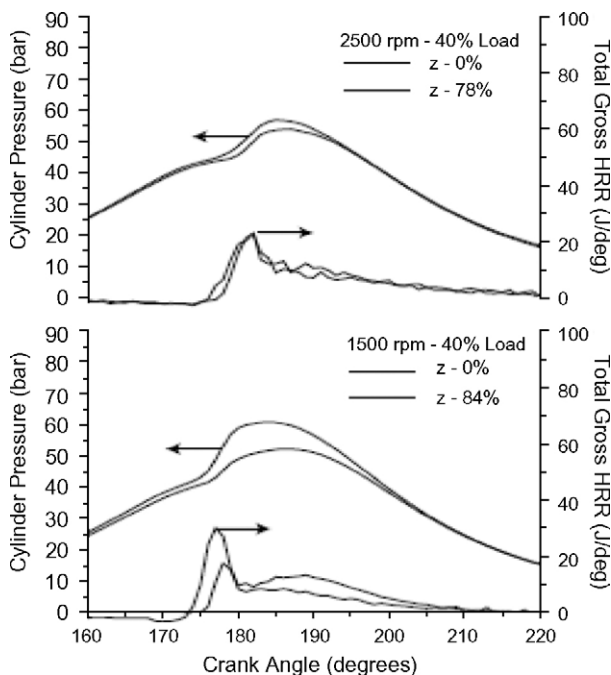 90
80
70
60
50
40
30
20
10
0
Cylinder Pressure (bar)
2500 rpm - 40% Load
z - 0%
z - 78%
100
80
60
40
20
0
Total Gross HRR (J/deg)
90
80
70
60
50
40
30
20
10
0
Cylinder Pressure (bar)
1500 rpm - 40% Load
z - 0%
z - 84%
100
80
60
40
20
0
Total Gross HRR (J/deg)
160 170 180 190 200 210 220
Crank Angle (degrees)